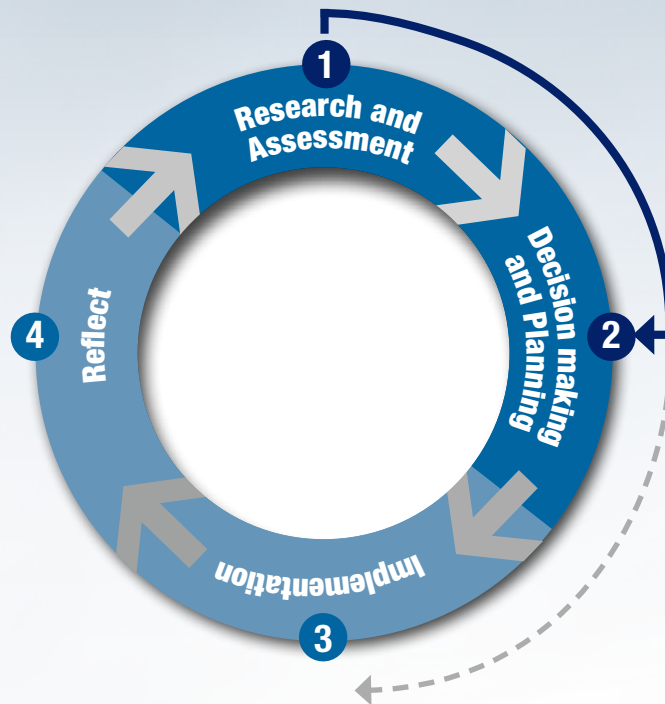 1
Research and
Assessment
2
Decision making
and Planning
3
Implementation
4
Reflect